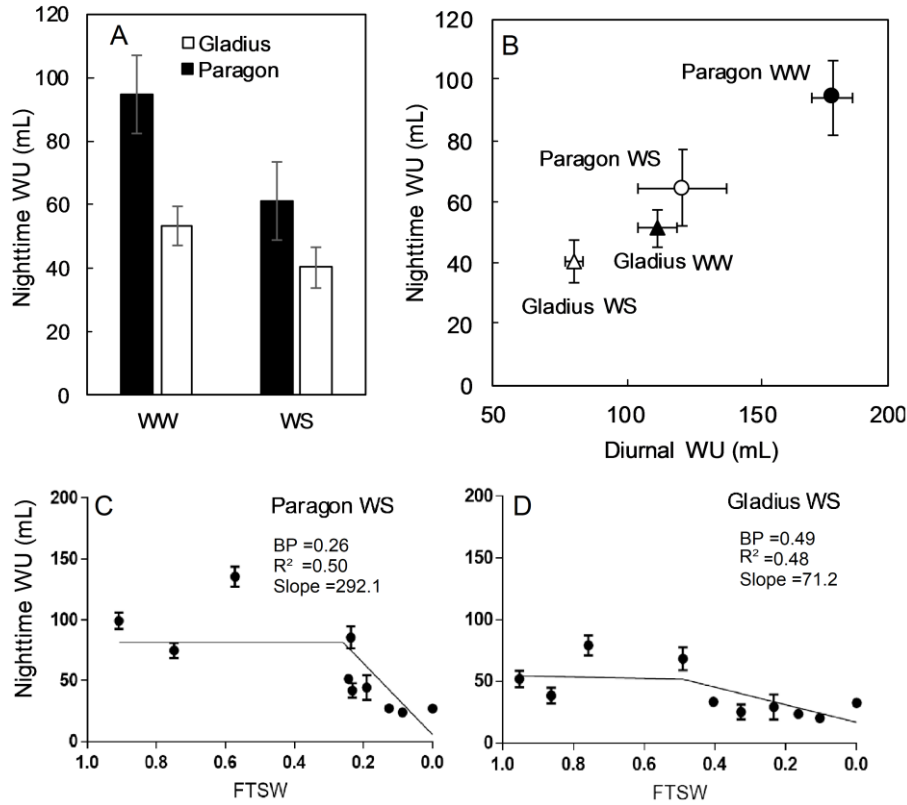 A
Gladius
Paragon
Nighttime WU (mL)
120
100
80
60
40
20
0
WW
WS
B
Paragon WW
Paragon WS
Gladius WW
Gladius WS
Nighttime WU (mL)
120
100
80
60
40
20
0
50
100
150
200
Diurnal WU (mL)
C
Paragon WS
BP =0.26
R² =0.50
Slope =292.1
Nighttime WU (mL)
200
150
100
50
0
1.0
0.8
0.6
0.4
0.2
0.0
FTSW
D
Gladius WS
BP =0.49
R² =0.48
Slope =71.2
200
150
100
50
0
1.0
0.8
0.6
0.4
0.2
0.0
FTSW